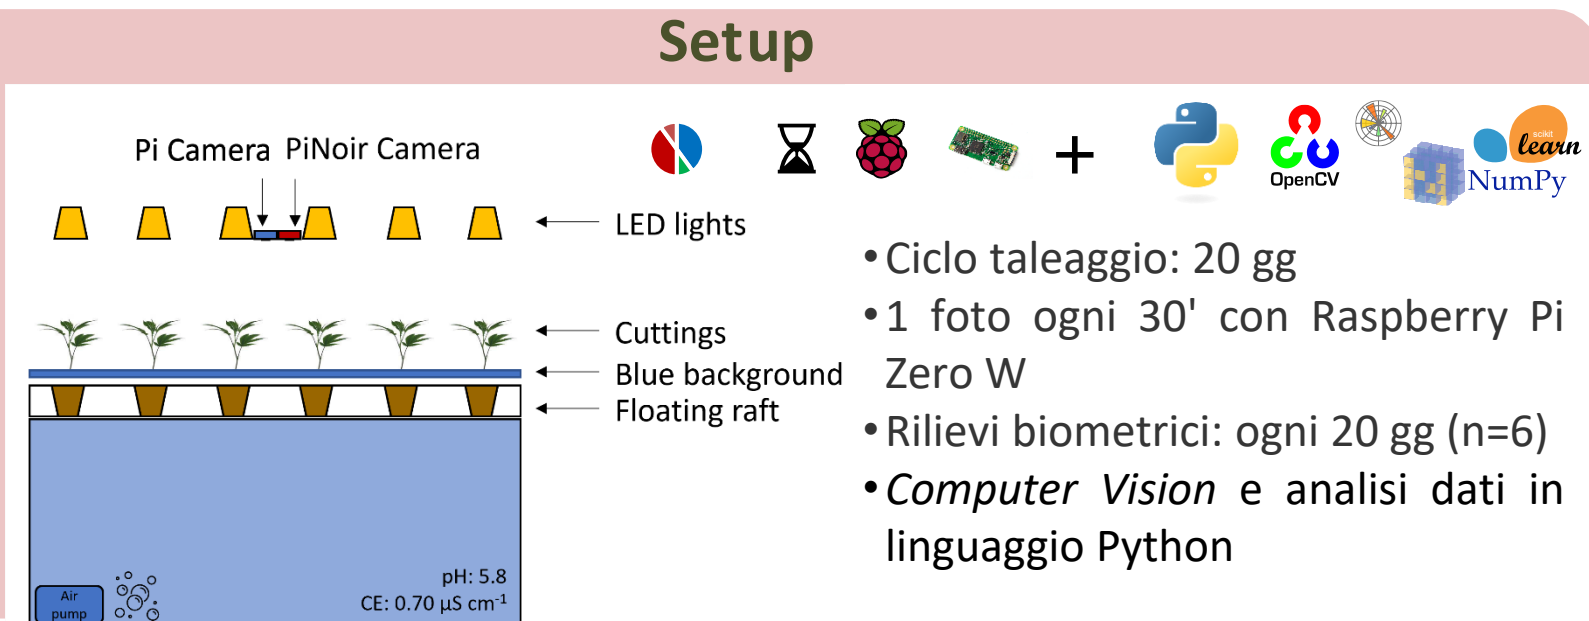 Setup
Pi Camera
PiNoir Camera
LED lights
Cuttings
Blue background
Floating raft
Air
pump
pH: 5.8
CE: 0.70 µS cm-1
OpenCV
NumPy
scikit
learn
•Ciclo taleaggio: 20 gg
•1 foto ogni 30' con Raspberry Pi
Zero W
•Rilievi biometrici: ogni 20 gg (n=6)
•Computer Vision e analisi dati in
linguaggio Python